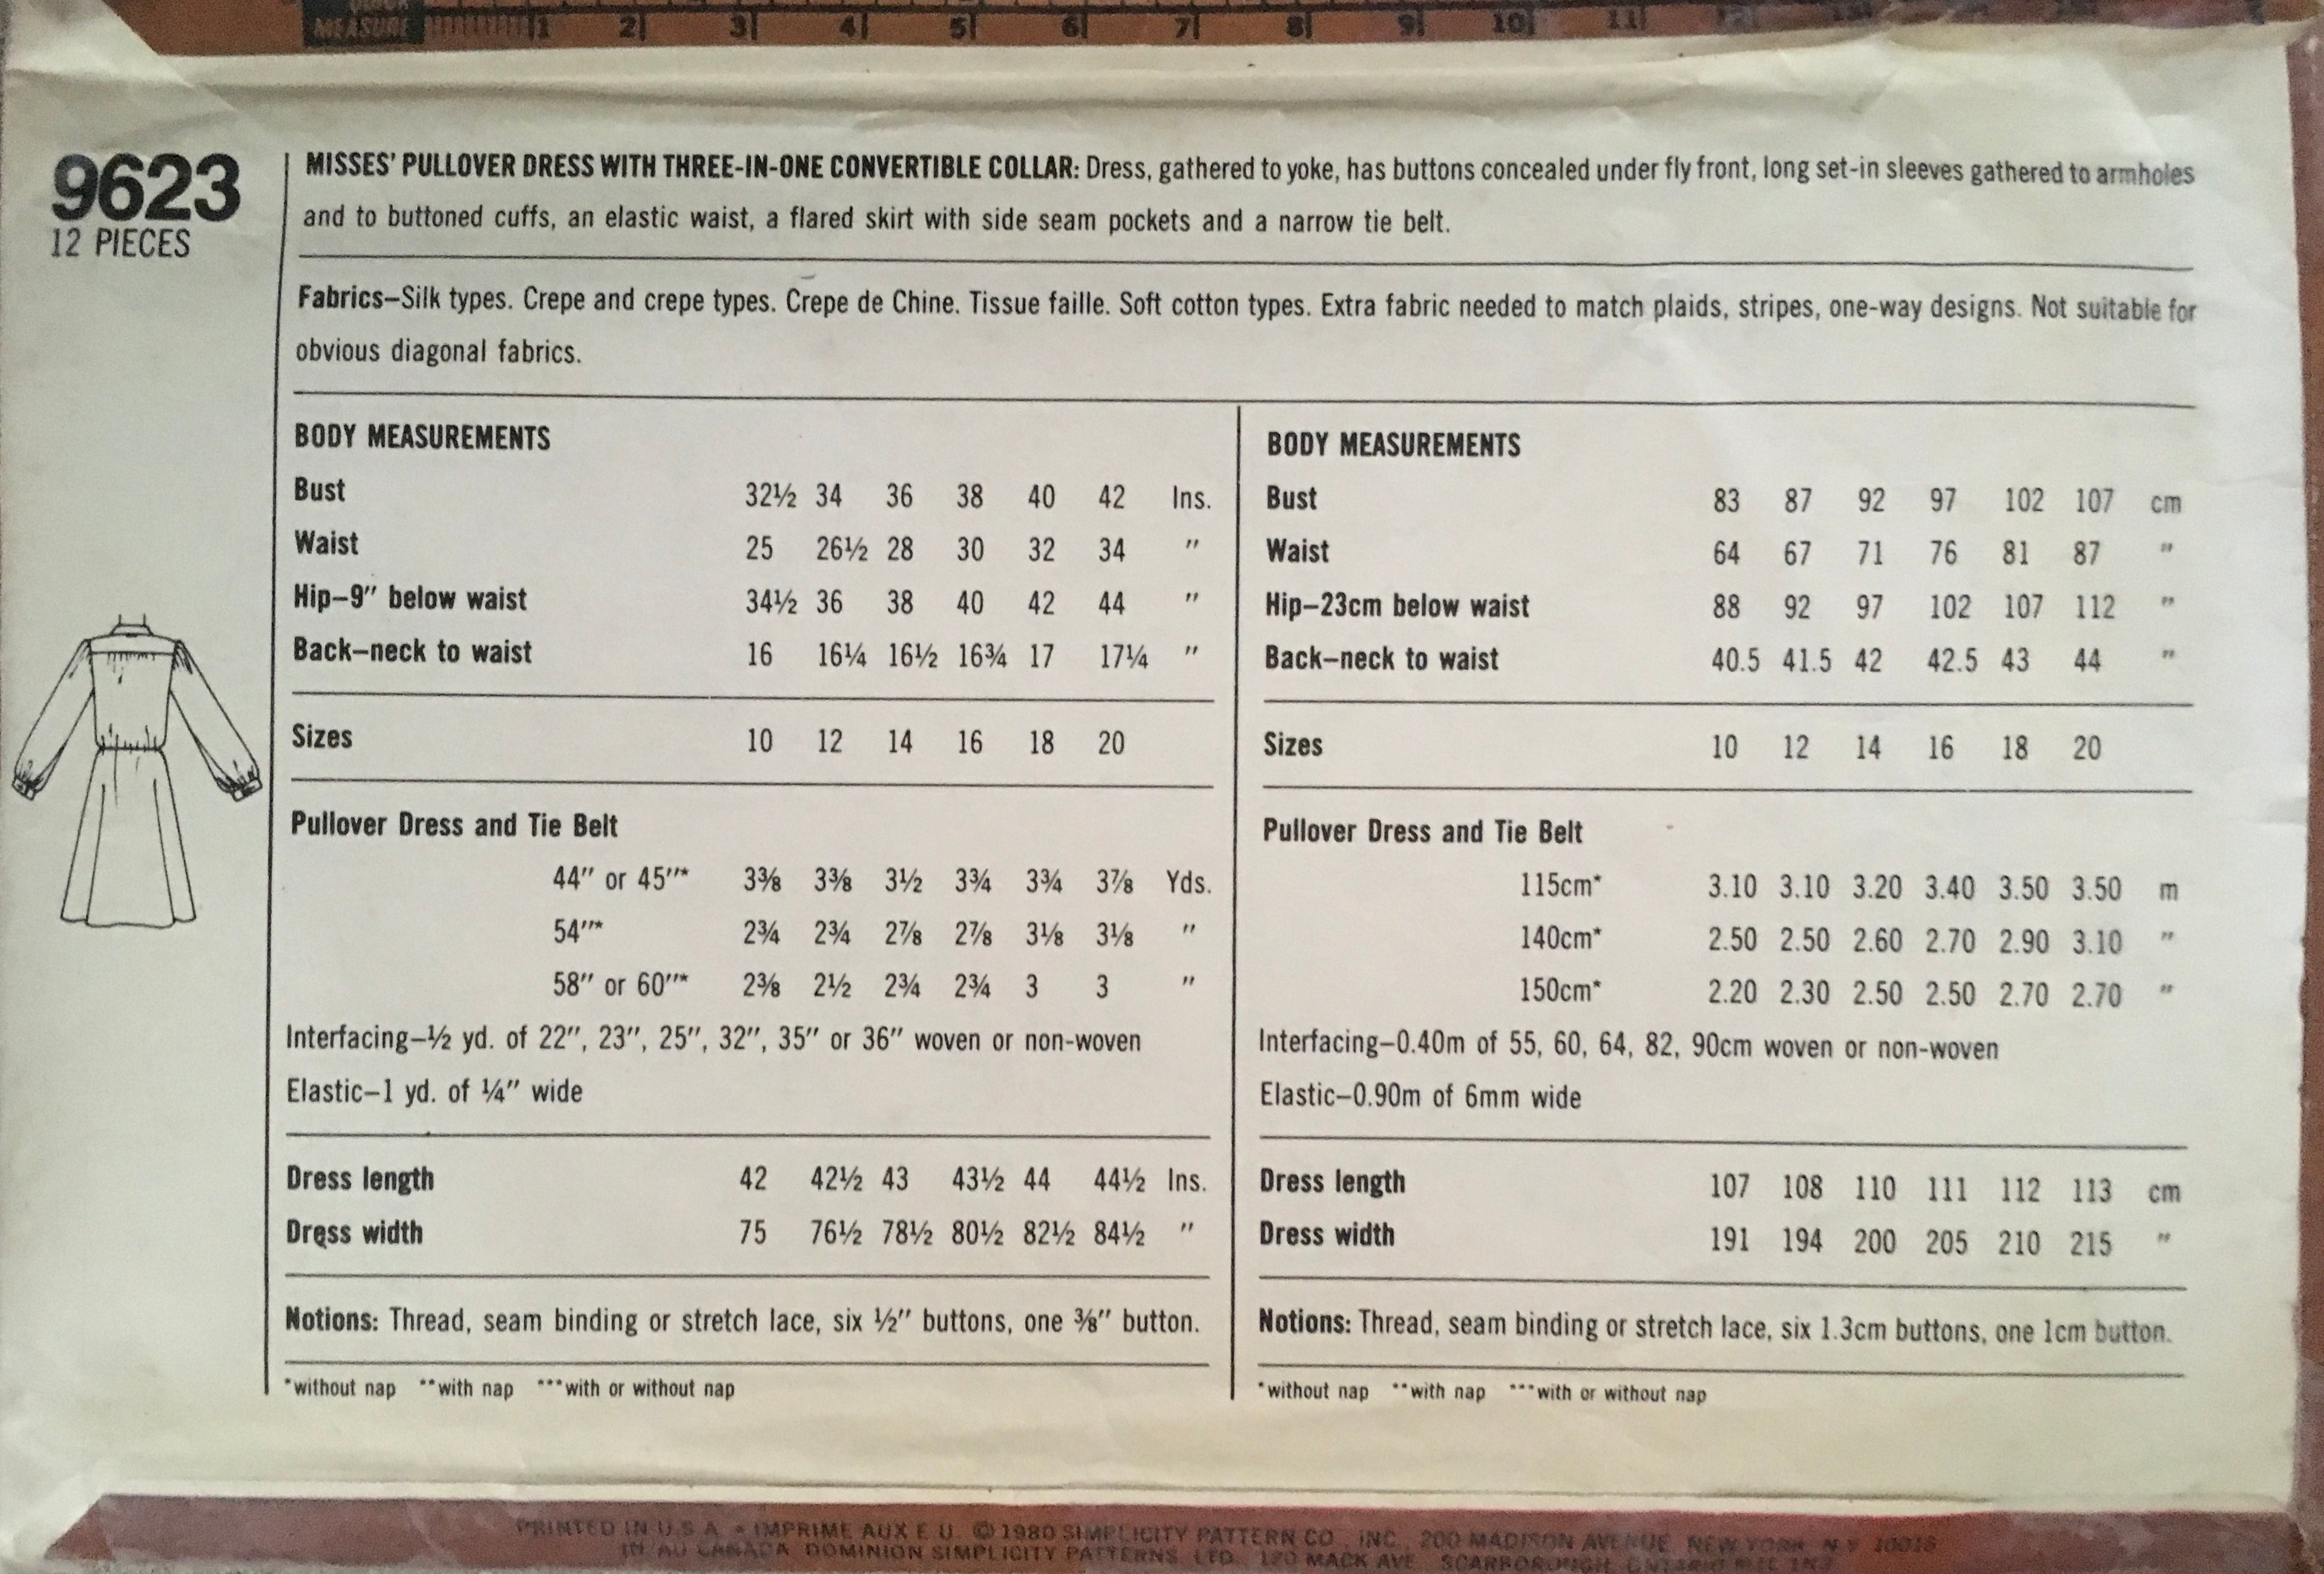 QUICK
MEASURE 1 2 3 4 5 6 7 8 9 10 11 12 13
9623
12 PIECES
MISSES' PULLOVER DRESS WITH THREE-IN-ONE CONVERTIBLE COLLAR: Dress, gathered to yoke, has buttons concealed under fly front, long set-in sleeves gathered to armholes
and to buttoned cuffs, an elastic waist, a flared skirt with side seam pockets and a narrow tie belt.
Fabrics–Silk types. Crepe and crepe types. Crepe de Chine. Tissue faille. Soft cotton types. Extra fabric needed to match plaids, stripes, one-way designs. Not suitable for
obvious diagonal fabrics.
BODY MEASUREMENTS
Bust 32½ 34 36 38 40 42 Ins.
Waist 25 26½ 28 30 32 34 "
Hip–9" below waist 34½ 36 38 40 42 44 "
Back–neck to waist 16 16¼ 16½ 16¾ 17 17¼ "
Sizes 10 12 14 16 18 20
Pullover Dress and Tie Belt
44" or 45"* 3⅜ 3⅜ 3½ 3¾ 3¾ 3⅞ Yds.
54"* 2¾ 2¾ 2⅞ 2⅞ 3⅛ 3⅛ "
58" or 60"* 2⅜ 2½ 2¾ 2¾ 3 3 "
Interfacing–½ yd. of 22", 23", 25", 32", 35" or 36" woven or non-woven
Elastic–1 yd. of ¼" wide
Dress length 42 42½ 43 43½ 44 44½ Ins.
Dress width 75 76½ 78½ 80½ 82½ 84½ "
Notions: Thread, seam binding or stretch lace, six ½" buttons, one ⅜" button.
*without nap **with nap ***with or without nap
BODY MEASUREMENTS
Bust 83 87 92 97 102 107 cm
Waist 64 67 71 76 81 87 "
Hip–23cm below waist 88 92 97 102 107 112 "
Back–neck to waist 40.5 41.5 42 42.5 43 44 "
Sizes 10 12 14 16 18 20
Pullover Dress and Tie Belt
115cm* 3.10 3.10 3.20 3.40 3.50 3.50 m
140cm* 2.50 2.50 2.60 2.70 2.90 3.10 "
150cm* 2.20 2.30 2.50 2.50 2.70 2.70 "
Interfacing–0.40m of 55, 60, 64, 82, 90cm woven or non-woven
Elastic–0.90m of 6mm wide
Dress length 107 108 110 111 112 113 cm
Dress width 191 194 200 205 210 215 "
Notions: Thread, seam binding or stretch lace, six 1.3cm buttons, one 1cm button.
*without nap **with nap ***with or without nap
PRINTED IN U.S.A. • IMPRIME AUX E.U. © 1980 SIMPLICITY PATTERN CO. INC. 200 MADISON AVENUE, NEW YORK, N.Y. 10016
IN/AU CANADA DOMINION SIMPLICITY PATTERNS LTD., 120 MACK AVE SCARBOROUGH, ONTARIO